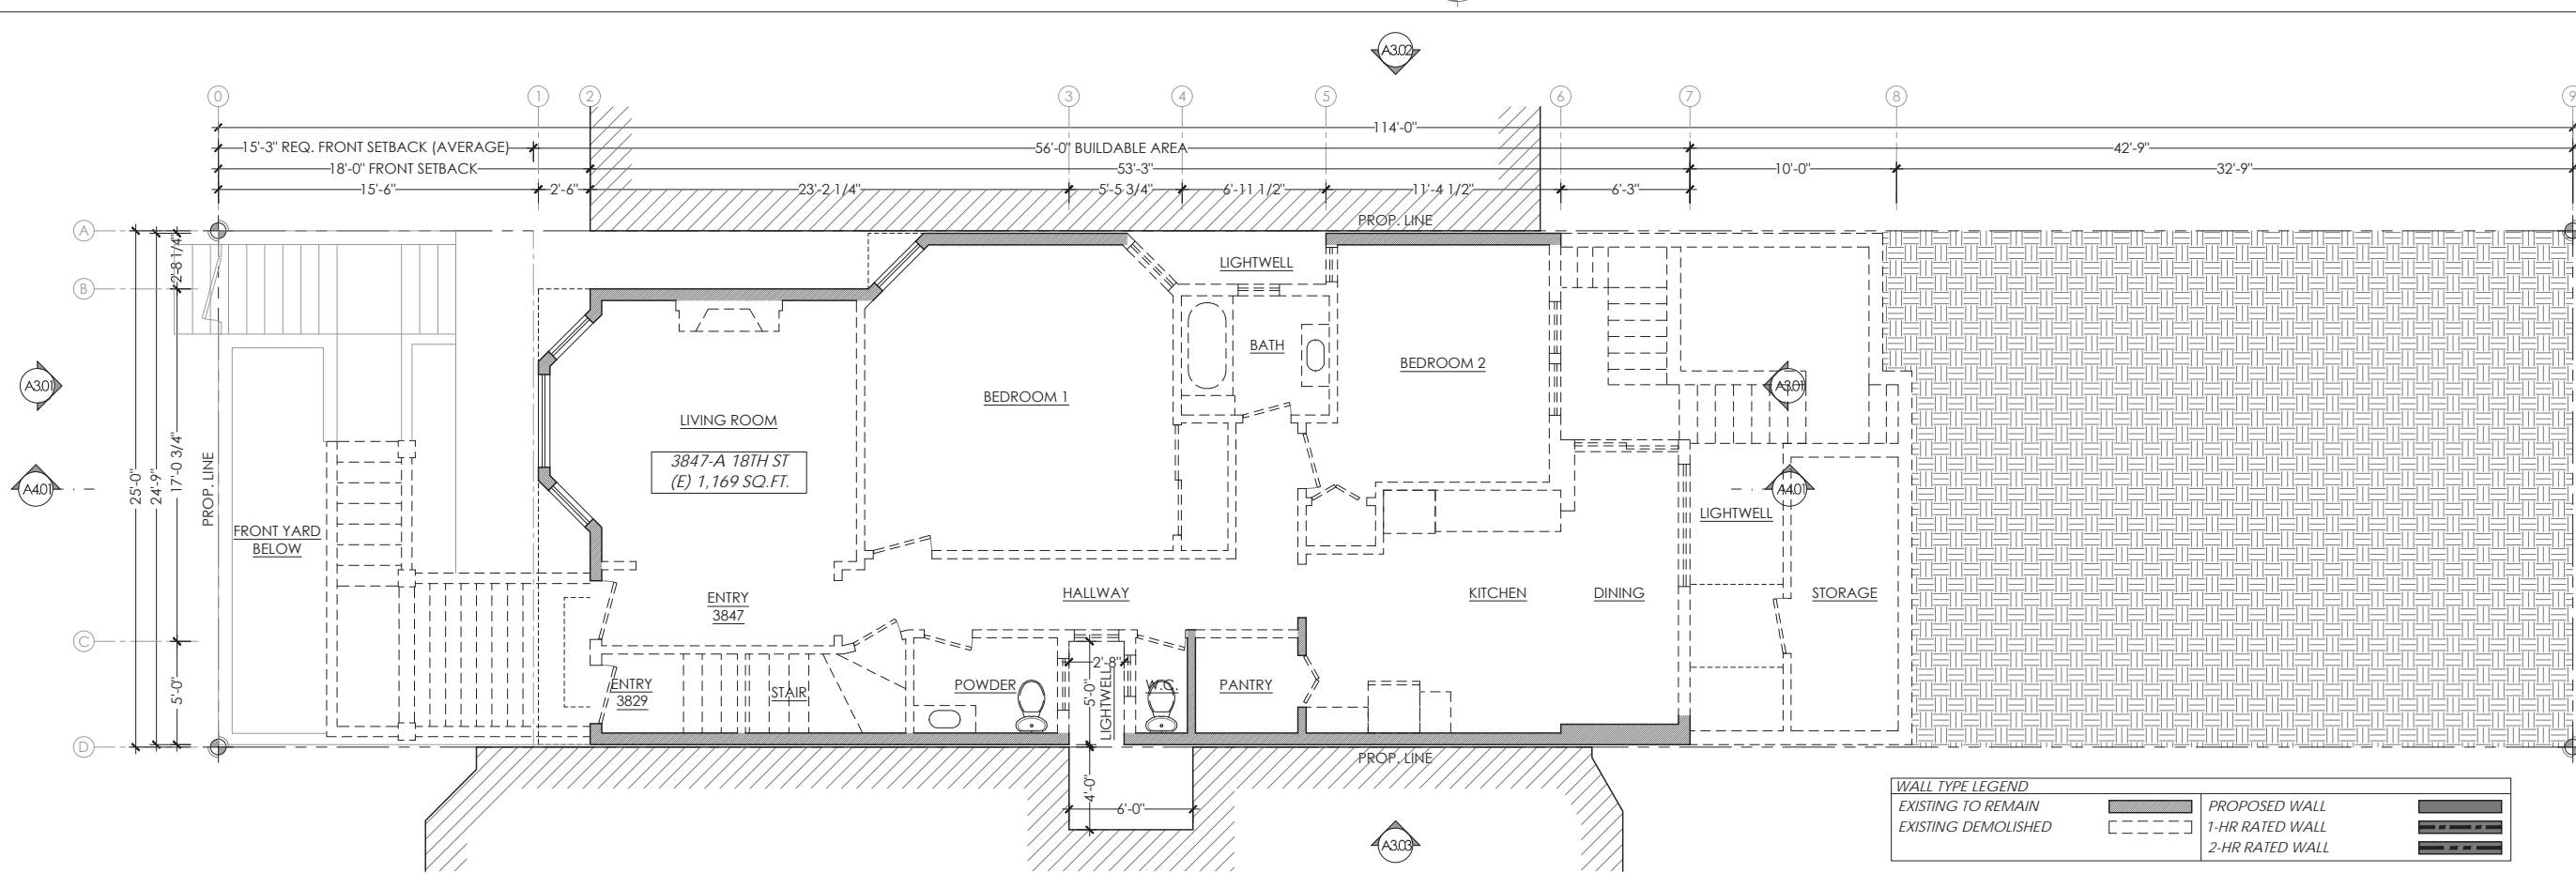 A3.02
0
1
2
3
4
5
6
7
8
9
114'-0"
15'-3" REQ. FRONT SETBACK (AVERAGE)
56'-0" BUILDABLE AREA
42'-9"
18'-0" FRONT SETBACK
53'-3"
10'-0"
32'-9"
15'-6"
2'-6"
23'-2 1/4"
5'-5 3/4"
6'-11 1/2"
11'-4 1/2"
6'-3"
PROP. LINE
A
B
C
D
25'-0"
24'-9"
2'-8 1/4"
17'-0 3/4"
5'-0"
PROP. LINE
A3.01
A4.01
FRONT YARD
BELOW
LIVING ROOM
3847-A 18TH ST
(E) 1,169 SQ.FT.
BEDROOM 1
LIGHTWELL
BATH
BEDROOM 2
A3.01
A4.01
LIGHTWELL
STORAGE
ENTRY
3847
HALLWAY
KITCHEN
DINING
ENTRY
3829
STAIR
POWDER
2'-8"
5'-0"
LIGHTWELL
W.C.
PANTRY
4'-0"
6'-0"
PROP. LINE
A3.03
WALL TYPE LEGEND
EXISTING TO REMAIN
EXISTING DEMOLISHED
PROPOSED WALL
1-HR RATED WALL
2-HR RATED WALL